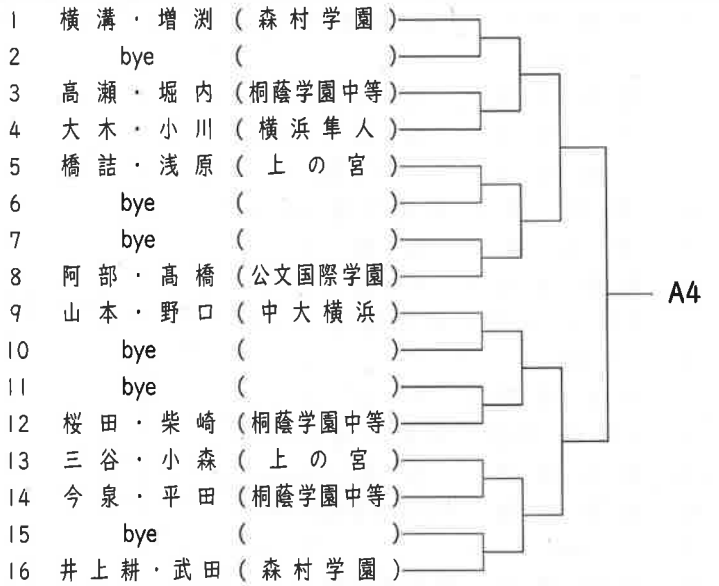 1 横溝・増渕 (森村学園)
2 bye ( )
3 高瀬・堀内 (桐蔭学園中等)
4 大木・小川 (横浜隼人)
5 橋詰・浅原 (上の宮)
6 bye ( )
7 bye ( )
8 阿部・髙橋 (公文国際学園)
9 山本・野口 (中大横浜)
A4
10 bye ( )
11 bye ( )
12 桜田・柴崎 (桐蔭学園中等)
13 三谷・小森 (上の宮)
14 今泉・平田 (桐蔭学園中等)
15 bye ( )
16 井上耕・武田 (森村学園)